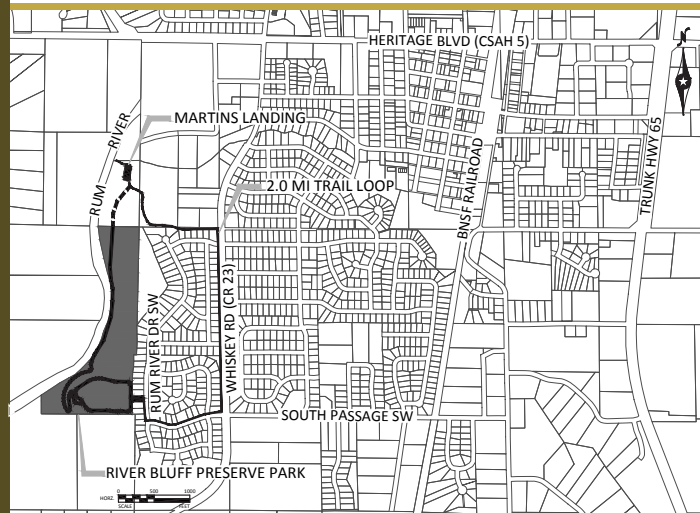 HERITAGE BLVD (CSAH 5)
N
MARTINS LANDING
RUM RIVER
TRUNK HWY 65
2.0 MI TRAIL LOOP
BNSF RAILROAD
WHISKEY RD (CR 23)
RUM RIVER DR SW
SOUTH PASSAGE SW
RIVER BLUFF PRESERVE PARK
0 500 1000
HORZ.
SCALE FEET